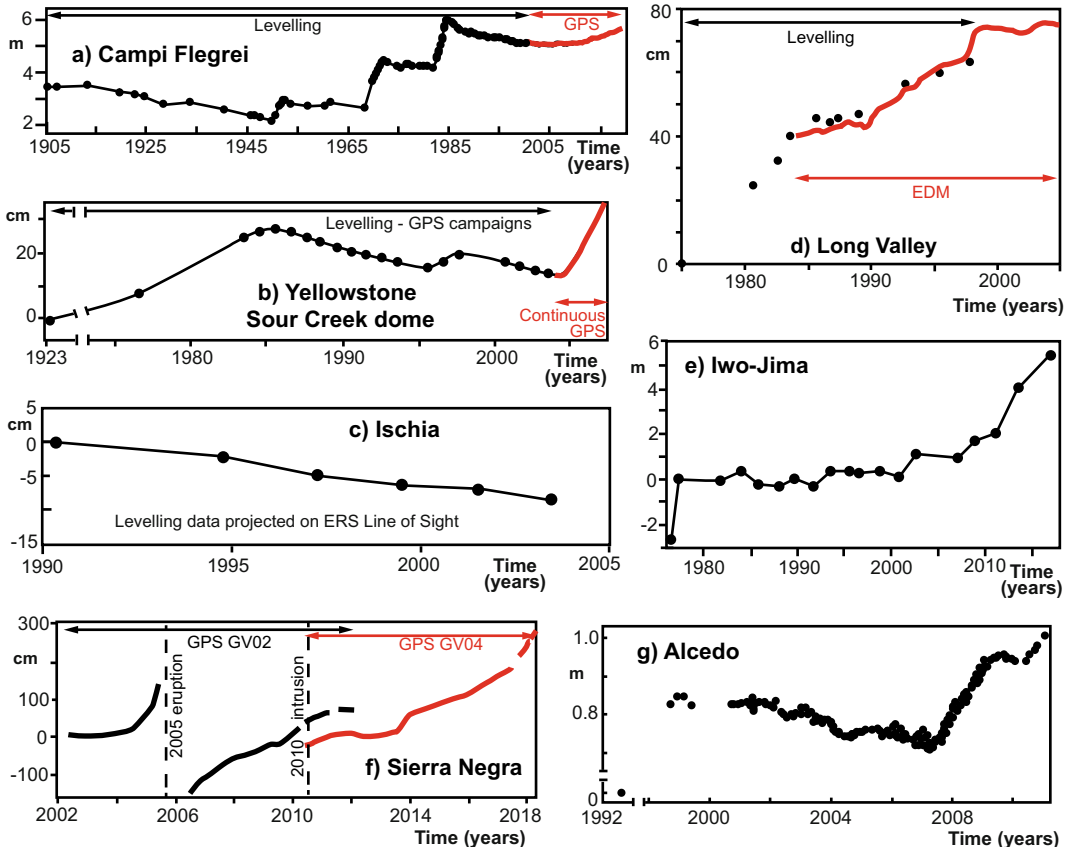 6
m
4
2
Levelling
GPS
a) Campi Flegrei
1905
1925
1945
1965
1985
2005
Time
(years)
cm
20
0
Levelling - GPS campaigns
b) Yellowstone
Sour Creek dome
Continuous
GPS
1923
1980
1990
2000
Time
(years)
5
cm
0
-5
-15
c) Ischia
Levelling data projected on ERS Line of Sight
1990
1995
2000
2005
Time
(years)
80
cm
40
0
Levelling
EDM
d) Long Valley
1980
1990
2000
Time (years)
6
m
4
2
0
-2
e) Iwo-Jima
1980
1990
2000
2010
Time
(years)
300
cm
100
0
-100
GPS GV02
GPS GV04
2005 eruption
2010 intrusion
f) Sierra Negra
2002
2006
2010
2014
2018
Time (years)
1.0
m
0.8
0
g) Alcedo
1992
2000
2004
2008
Time (years)